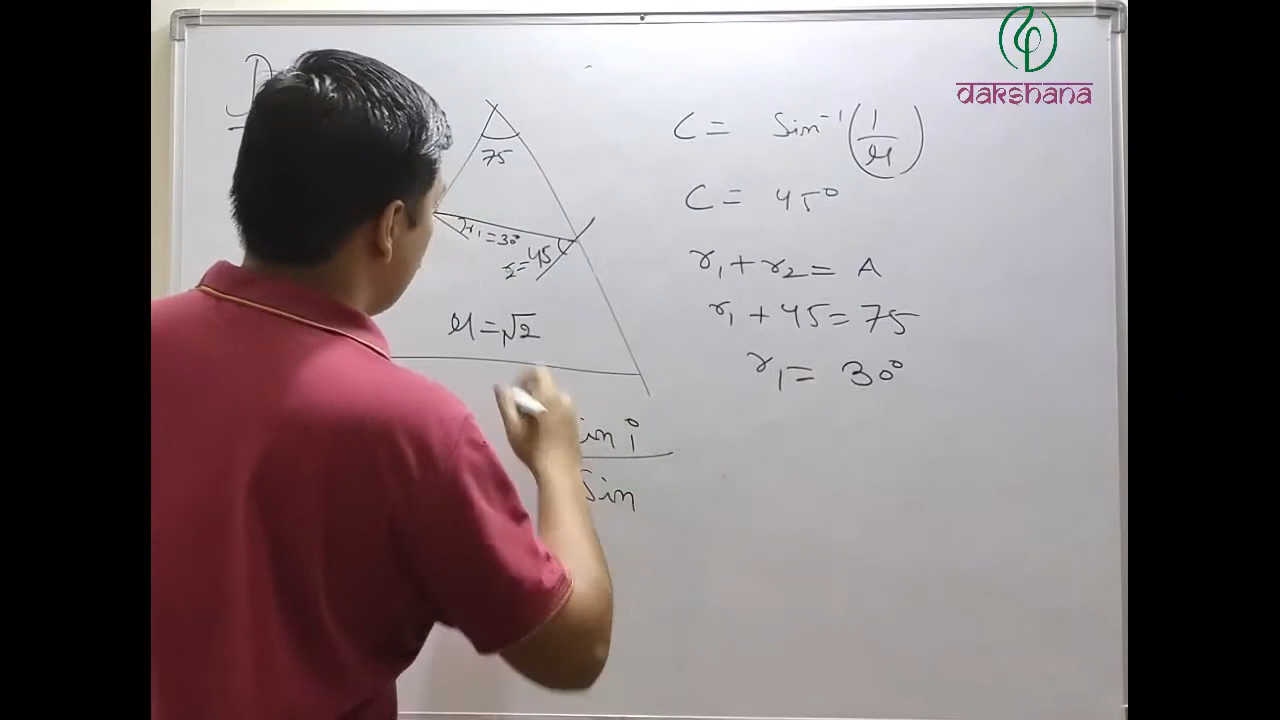 dakshana
75
r₁ = 30°
r₂ = 45
μ = √2
C = Sin⁻¹ (1/μ)
C = 45°
r₁ + r₂ = A
r₁ + 45 = 75
r₁ = 30°
in i
Sin